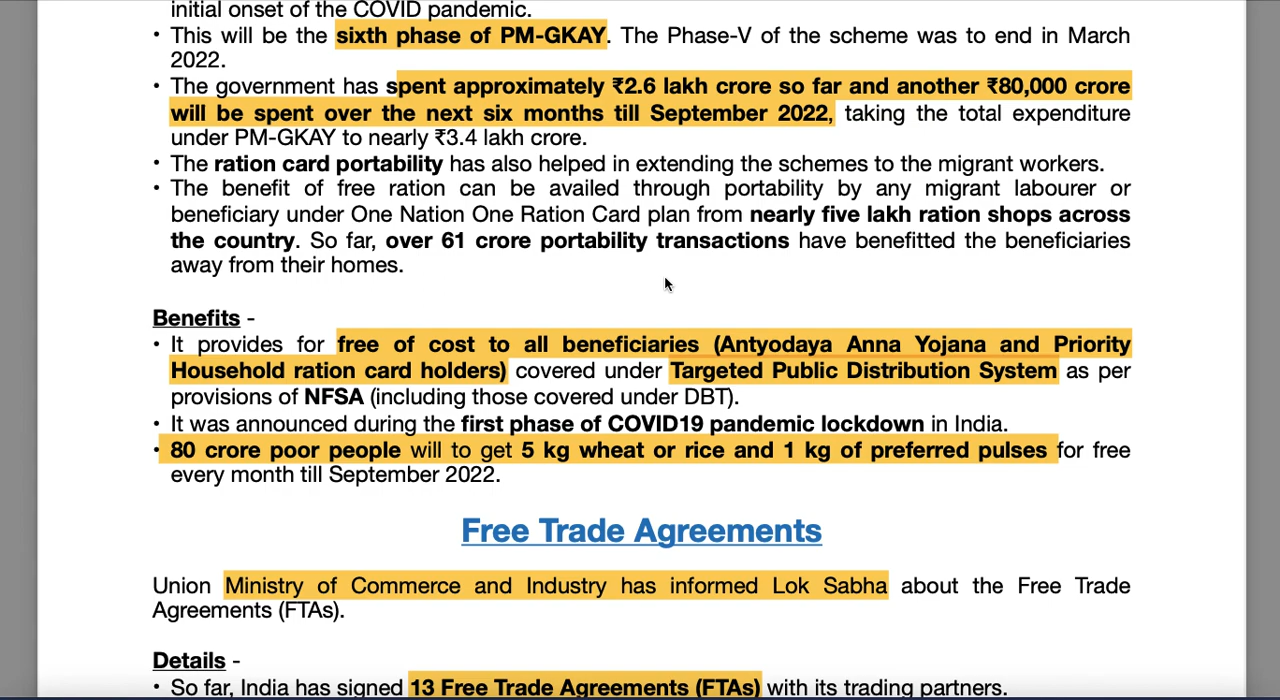 initial onset of the COVID pandemic.
• This will be the sixth phase of PM-GKAY. The Phase-V of the scheme was to end in March
2022.
• The government has spent approximately ₹2.6 lakh crore so far and another ₹80,000 crore
will be spent over the next six months till September 2022, taking the total expenditure
under PM-GKAY to nearly ₹3.4 lakh crore.
• The ration card portability has also helped in extending the schemes to the migrant workers.
• The benefit of free ration can be availed through portability by any migrant labourer or
beneficiary under One Nation One Ration Card plan from nearly five lakh ration shops across
the country. So far, over 61 crore portability transactions have benefitted the beneficiaries
away from their homes.
Benefits -
• It provides for free of cost to all beneficiaries (Antyodaya Anna Yojana and Priority
Household ration card holders) covered under Targeted Public Distribution System as per
provisions of NFSA (including those covered under DBT).
• It was announced during the first phase of COVID19 pandemic lockdown in India.
• 80 crore poor people will to get 5 kg wheat or rice and 1 kg of preferred pulses for free
every month till September 2022.
Free Trade Agreements
Union Ministry of Commerce and Industry has informed Lok Sabha about the Free Trade
Agreements (FTAs).
Details -
• So far, India has signed 13 Free Trade Agreements (FTAs) with its trading partners.